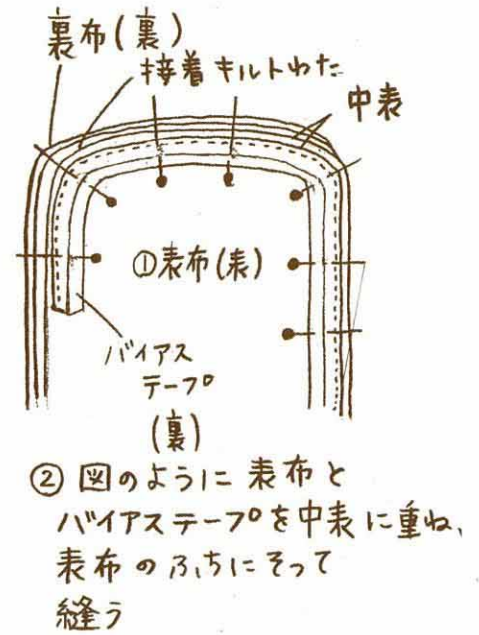 裏布(裏)
接着キルトわた
中表
①表布(表)
バイアス
テープ
(裏)
② 図のように 表布と
バイアステープを中表に重ね、
表布のふちにそって
縫う